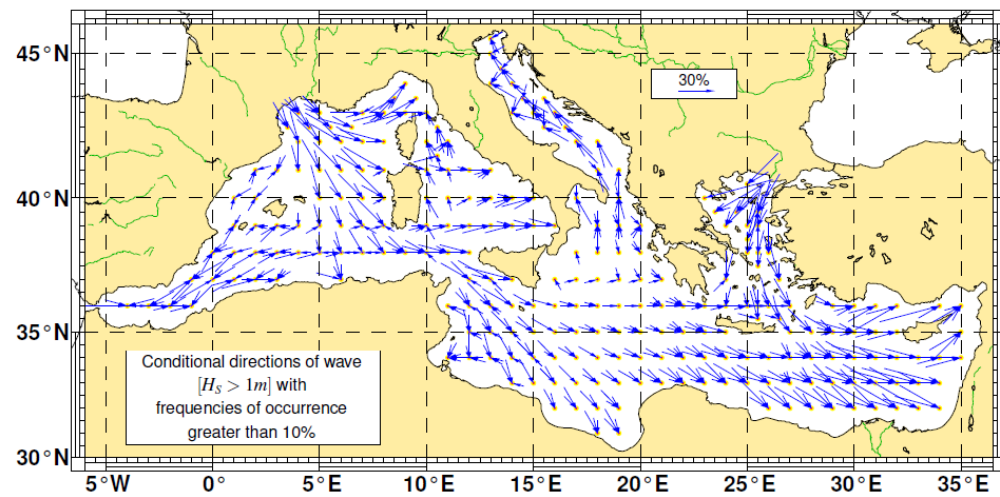 45°N
40°N
35°N
30°N
30%
Conditional directions of wave
[H_S > 1m] with
frequencies of occurrence
greater than 10%
5°W 0° 5°E 10°E 15°E 20°E 25°E 30°E 35°E